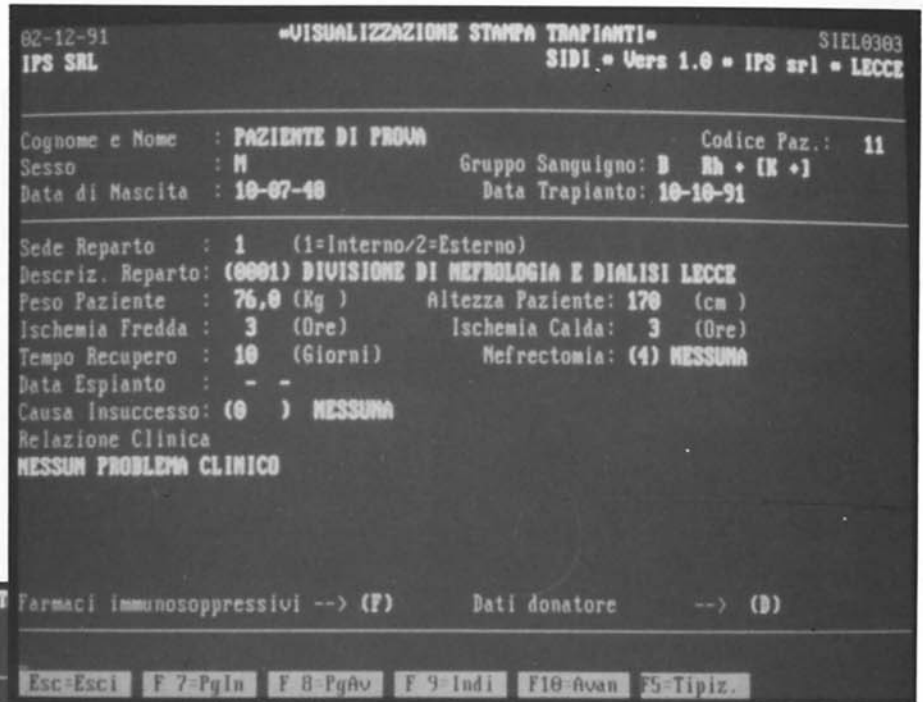 02-12-91 «VISUALIZZAZIONE STAMPA TRAPIANTI» SIEL0303
IPS SRL SIDI « Vers 1.0 « IPS srl « LECCE
Cognome e Nome : PAZIENTE DI PROVA Codice Paz.: 11
Sesso : M Gruppo Sanguigno: B Rh + [K +]
Data di Nascita : 10-07-40 Data Trapianto: 10-10-91
Sede Reparto : 1 (1=Interno/2=Esterno)
Descriz. Reparto: (0001) DIVISIONE DI NEFROLOGIA E DIALISI LECCE
Peso Paziente : 76,0 (Kg ) Altezza Paziente: 170 (cm )
Ischemia Fredda : 3 (Ore) Ischemia Calda: 3 (Ore)
Tempo Recupero : 10 (Giorni) Nefrectomia: (4) NESSUNA
Data Espianto : - -
Causa Insuccesso: (0 ) NESSUNA
Relazione Clinica
NESSUN PROBLEMA CLINICO
Farmaci immunosoppressivi --> (F) Dati donatore --> (D)
Esc=Esci F 7=PgIn F 8=PgAv F 9=Indi F10=Avan F5=Tipiz.